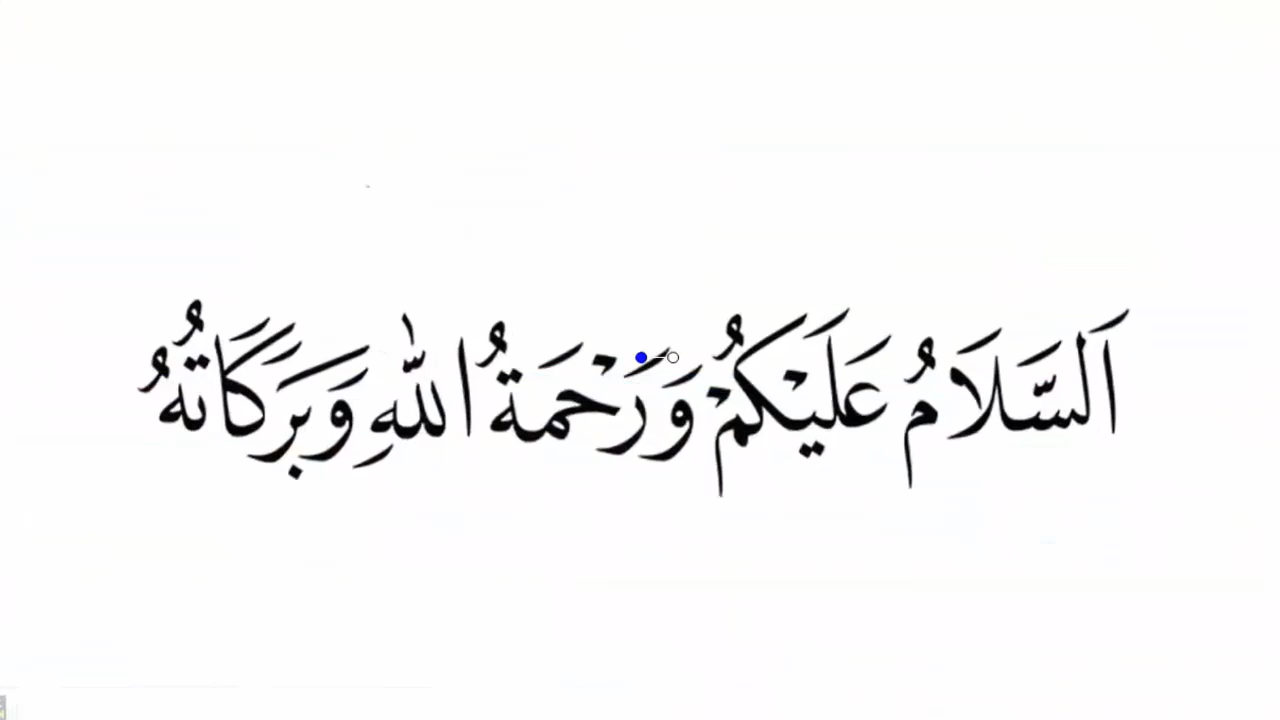 اَلسَّلَامُ عَلَيْكُمْ وَرَحْمَةُ اللّٰهِ وَبَرَكَاتُهُ